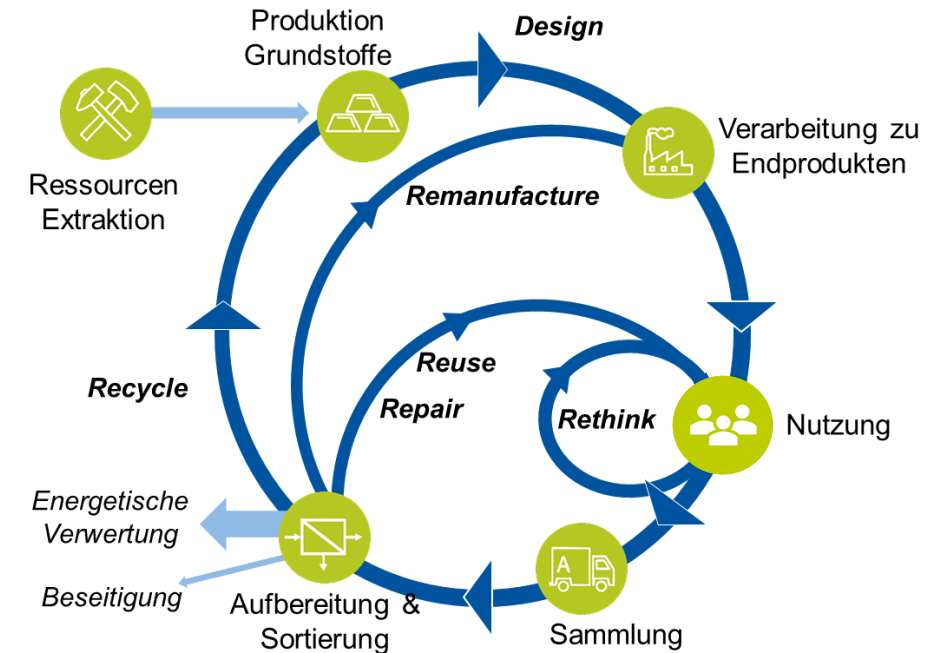 Produktion
Grundstoffe
Design
Ressourcen
Extraktion
Verarbeitung zu
Endprodukten
Remanufacture
Recycle
Reuse
Repair
Rethink
Nutzung
Energetische
Verwertung
Beseitigung
Aufbereitung &
Sortierung
A
Sammlung